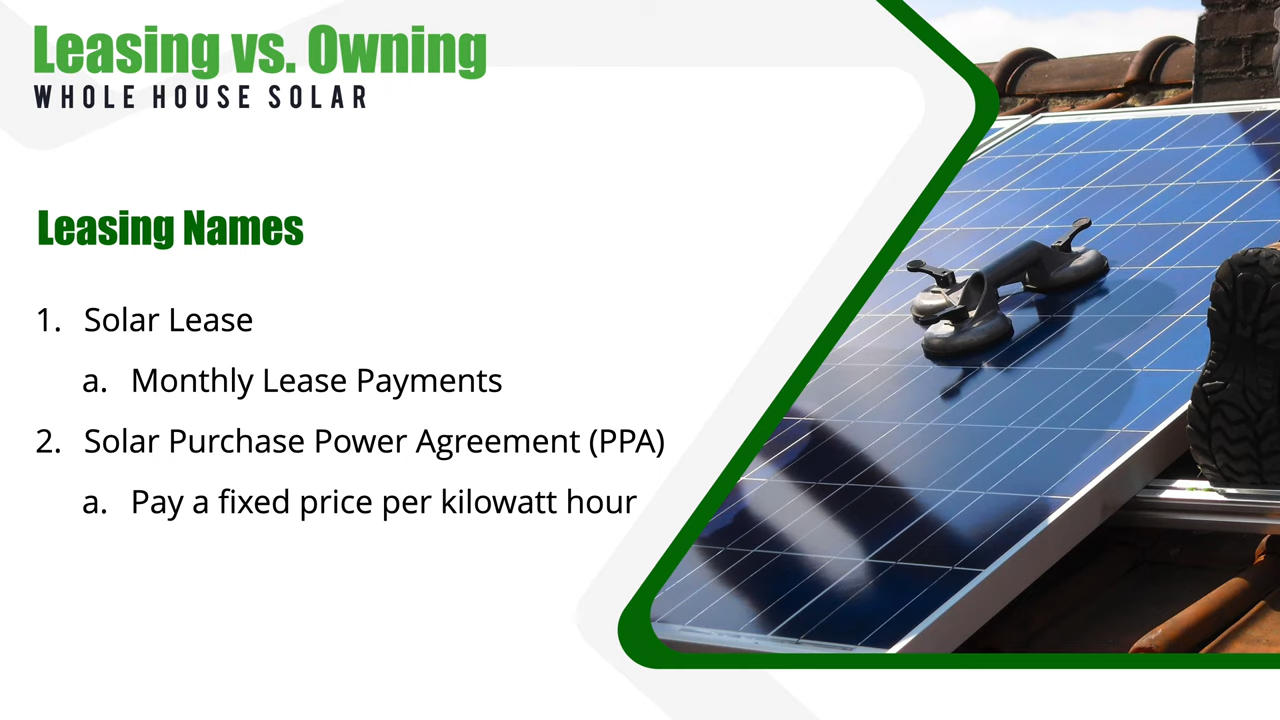 Leasing vs. Owning
WHOLE HOUSE SOLAR
Leasing Names
1. Solar Lease
a. Monthly Lease Payments
2. Solar Purchase Power Agreement (PPA)
a. Pay a fixed price per kilowatt hour